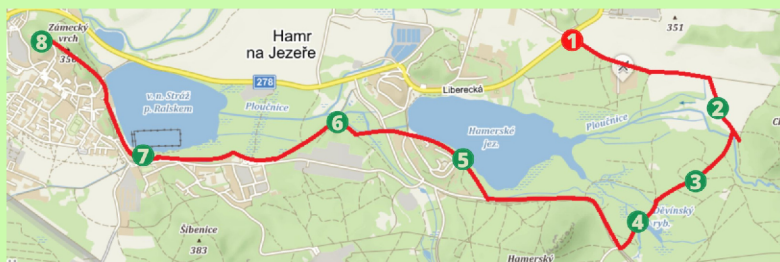 Zámecký
vrch
350
8
Hamr
na Jezeře
1
351
278
Liberecká
v. n. Stráž
p. Ralskem
Ploučnice
2
Ploučnice
6
Hamerské
jez.
7
5
3
4
Děvínský
ryb.
Šibenice
383
Hamerský